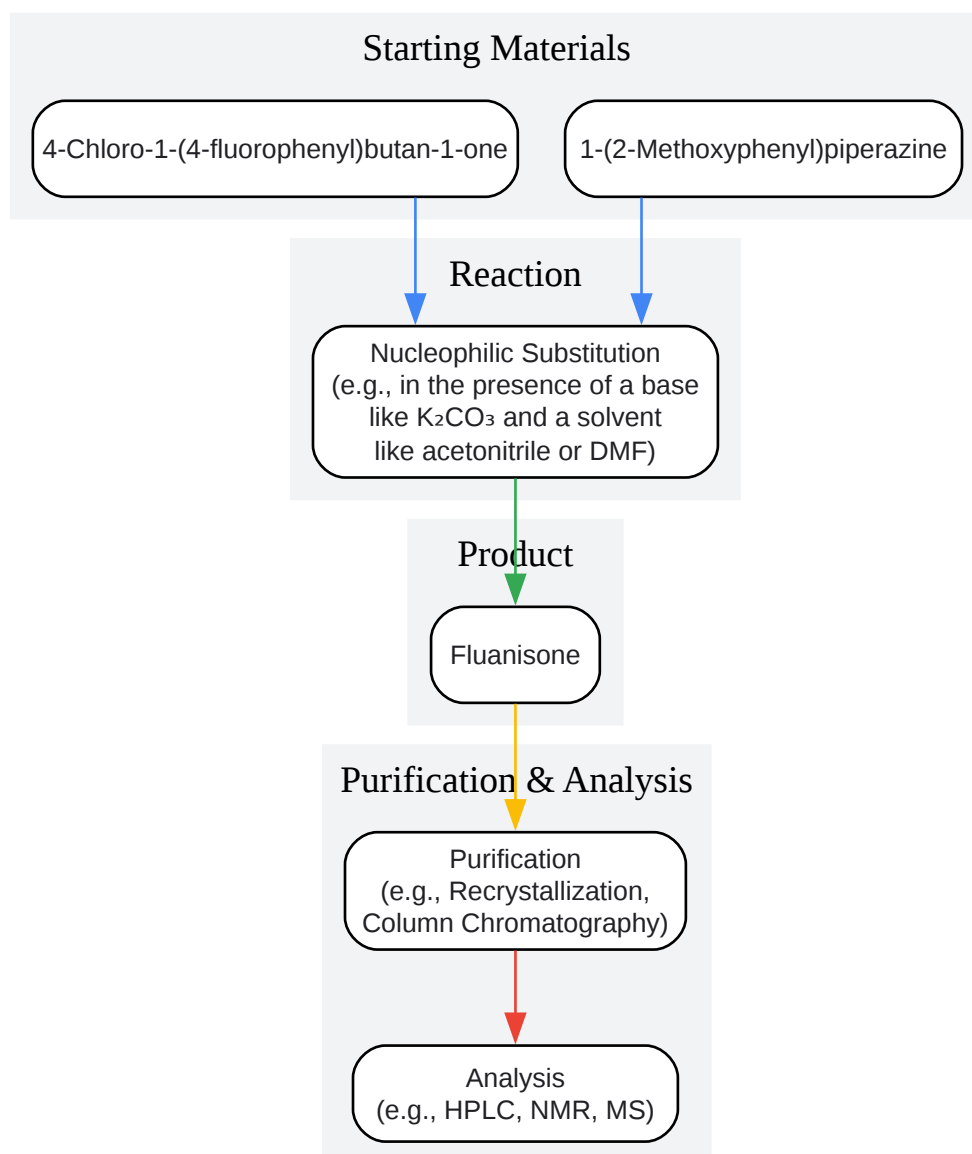 Starting Materials
4-Chloro-1-(4-fluorophenyl)butan-1-one
1-(2-Methoxyphenyl)piperazine
Reaction
Nucleophilic Substitution
(e.g., in the presence of a base
like K₂CO₃ and a solvent
like acetonitrile or DMF)
Product
Fluanisone
Purification & Analysis
Purification
(e.g., Recrystallization,
Column Chromatography)
Analysis
(e.g., HPLC, NMR, MS)